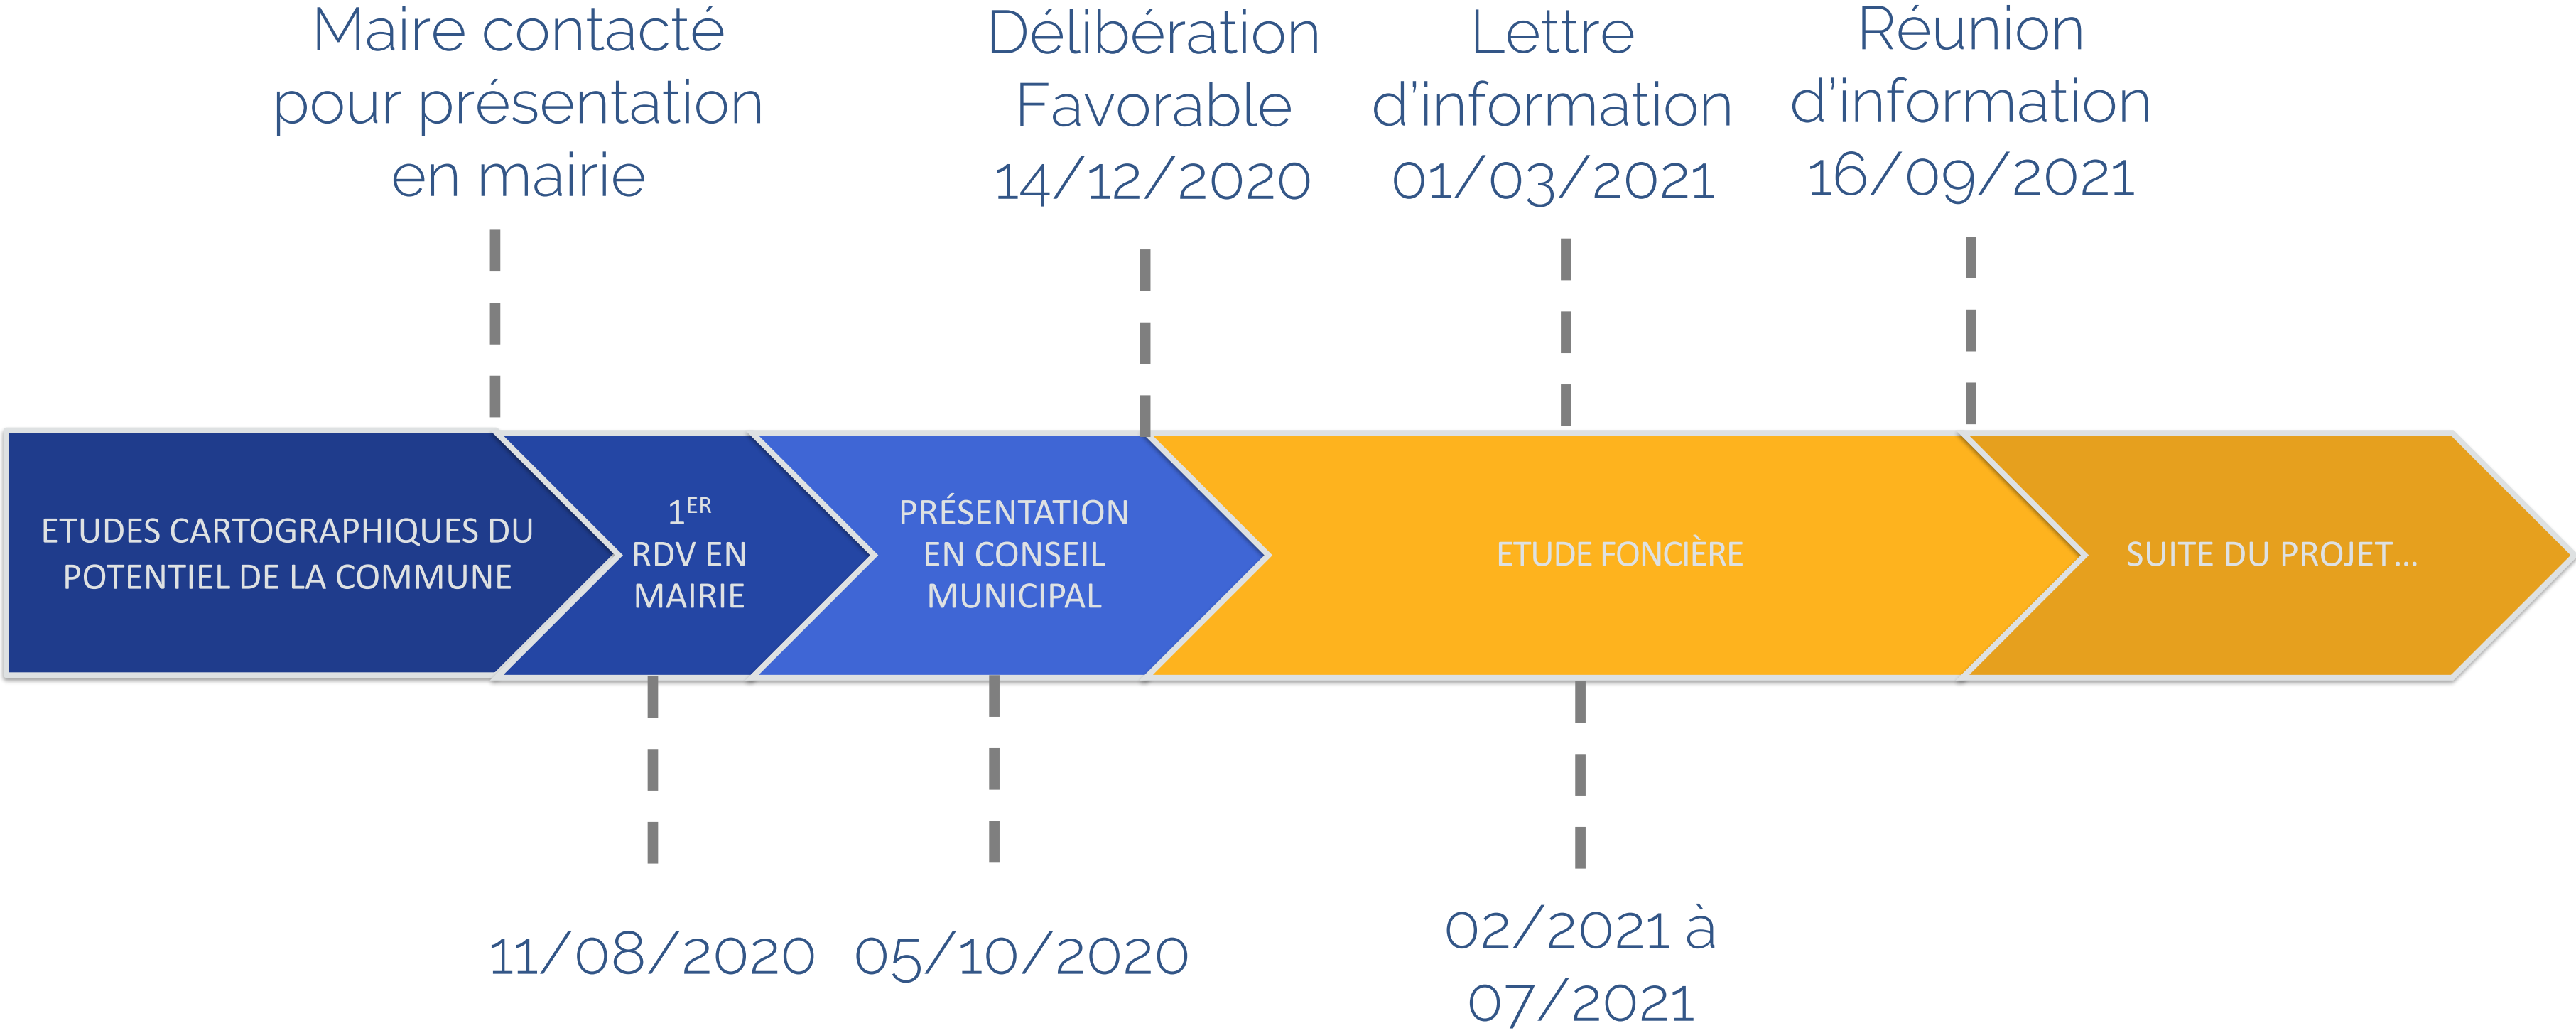 Maire contacté
pour présentation
en mairie
Délibération
Favorable
14/12/2020
Lettre
d’information
01/03/2021
Réunion
d’information
16/09/2021
ETUDES CARTOGRAPHIQUES DU
POTENTIEL DE LA COMMUNE
1ER
RDV EN
MAIRIE
PRÉSENTATION
EN CONSEIL
MUNICIPAL
ETUDE FONCIÈRE
SUITE DU PROJET...
11/08/2020
05/10/2020
02/2021 à
07/2021